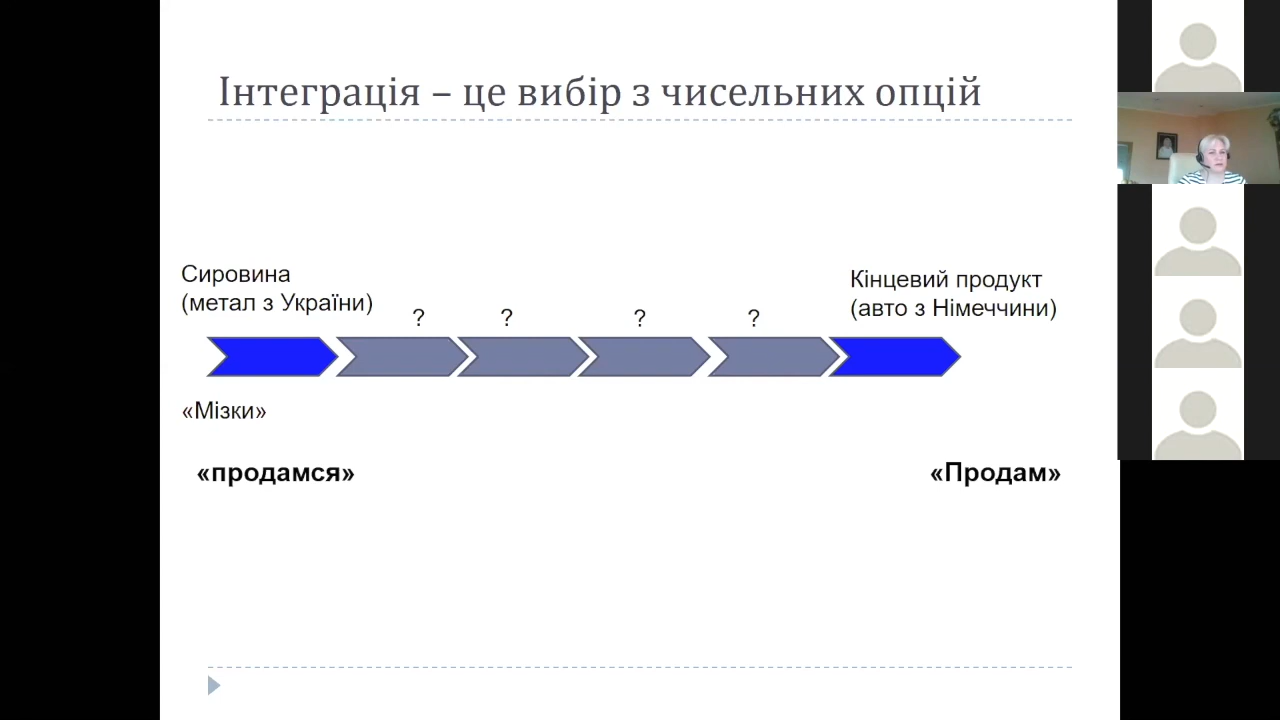 Інтеграція – це вибір з чисельних опцій
Сировина
(метал з України)
Кінцевий продукт
(авто з Німеччини)
? ? ? ?
«Мізки»
«продамся» «Продам»